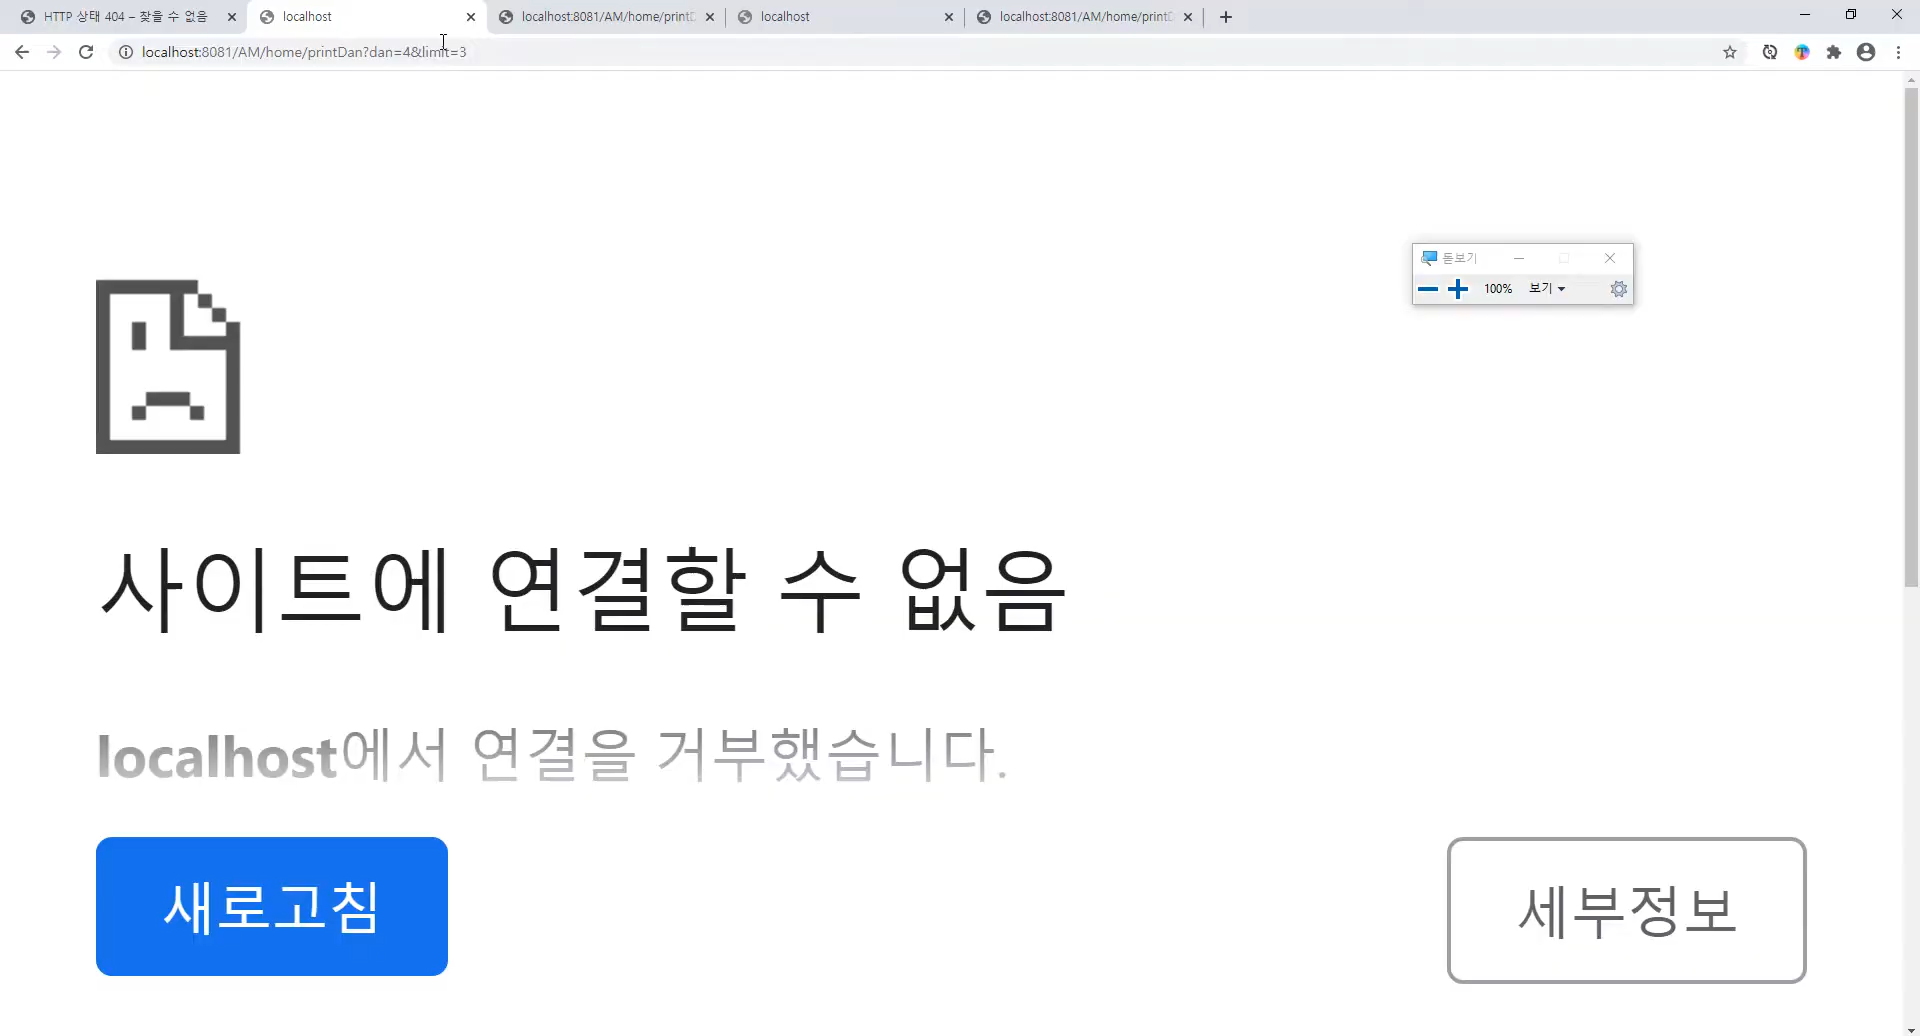 HTTP 상태 404 – 찾을 수 없음
localhost
localhost:8081/AM/home/printD
localhost
localhost:8081/AM/home/printD
localhost:8081/AM/home/printDan?dan=4&limit=3
돋보기
100%
보기
사이트에 연결할 수 없음
localhost에서 연결을 거부했습니다.
새로고침
세부정보